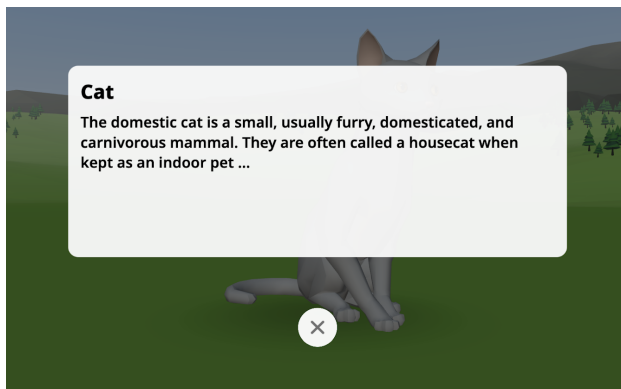 Cat
The domestic cat is a small, usually furry, domesticated, and
carnivorous mammal. They are often called a housecat when
kept as an indoor pet ...